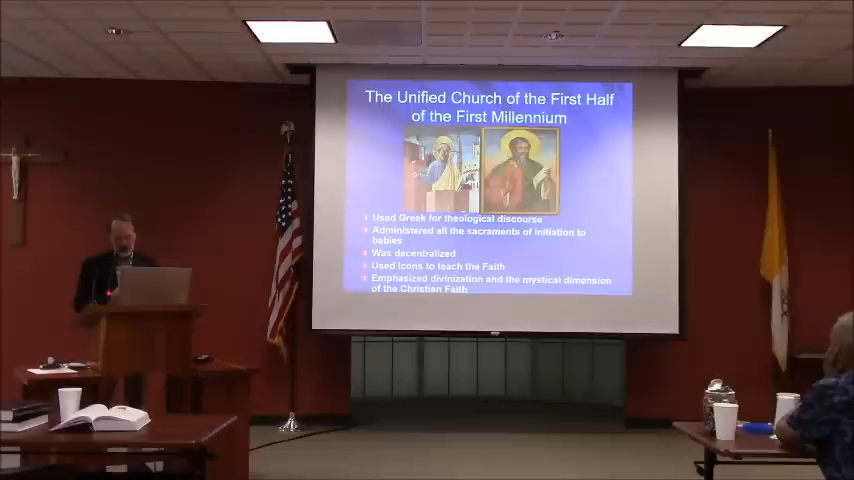 The Unified Church of the First Half
of the First Millennium
Used Greek for theological discourse
Administered all the sacraments of initiation to
babies
Was decentralized
Used Icons to teach the Faith
Emphasized divinization and the mystical dimension
of the Christian Faith